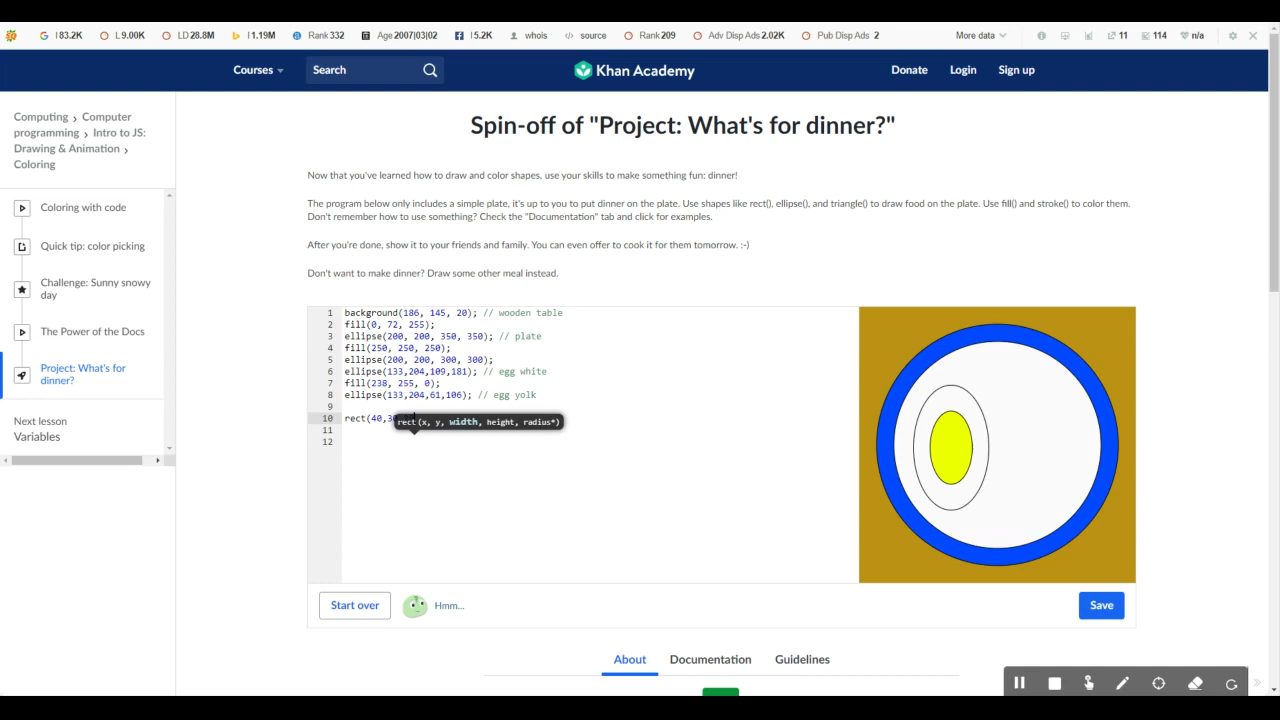 I 83.2K L 9.00K LD 28.8M I 1.19M Rank 332 Age 2007|03|02 I 5.2K whois source Rank 209 Adv Disp Ads 2.02K Pub Disp Ads 2 More data 11 114 n/a
Courses Search Khan Academy Donate Login Sign up
Computing › Computer
programming › Intro to JS:
Drawing & Animation ›
Coloring
Coloring with code
Quick tip: color picking
Challenge: Sunny snowy
day
The Power of the Docs
Project: What's for
dinner?
Next lesson
Variables
Spin-off of "Project: What's for dinner?"
Now that you've learned how to draw and color shapes, use your skills to make something fun: dinner!
The program below only includes a simple plate, it's up to you to put dinner on the plate. Use shapes like rect(), ellipse(), and triangle() to draw food on the plate. Use fill() and stroke() to color them.
Don't remember how to use something? Check the "Documentation" tab and click for examples.
After you're done, show it to your friends and family. You can even offer to cook it for them tomorrow. :-)
Don't want to make dinner? Draw some other meal instead.
1 background(186, 145, 20); // wooden table
2 fill(0, 72, 255);
3 ellipse(200, 200, 350, 350); // plate
4 fill(250, 250, 250);
5 ellipse(200, 200, 300, 300);
6 ellipse(133,204,109,181); // egg white
7 fill(238, 255, 0);
8 ellipse(133,204,61,106); // egg yolk
9
10 rect(40,
rect(x, y, width, height, radius*)
11
12
Start over Hmm... Save
About Documentation Guidelines